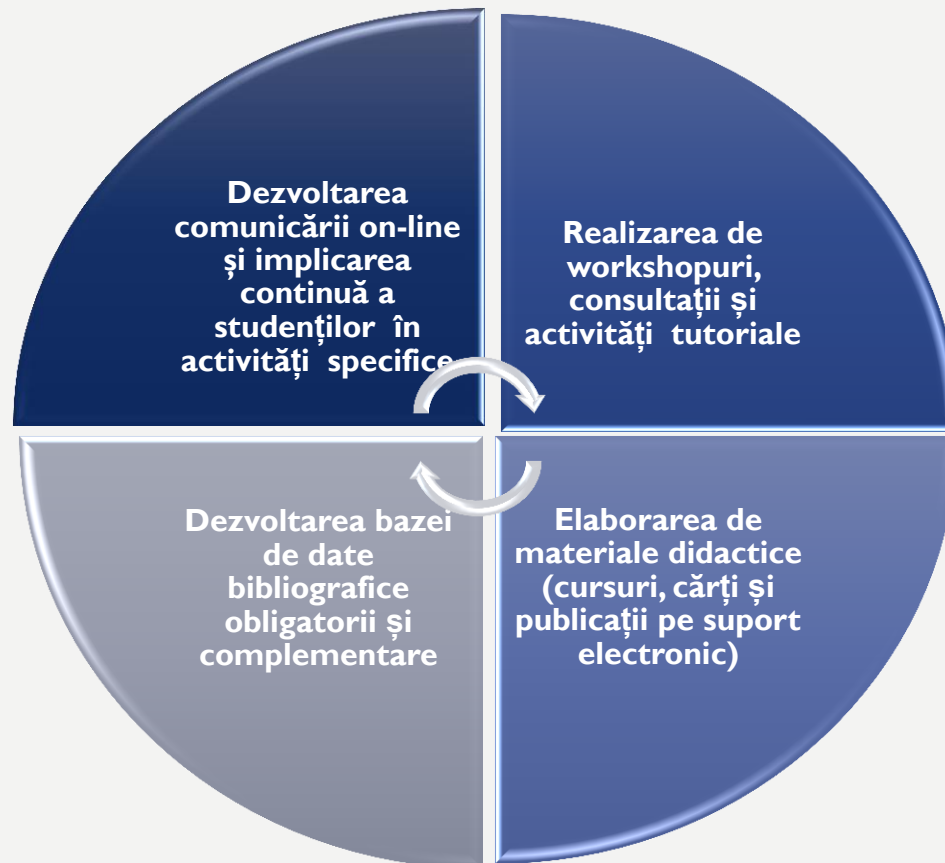 Dezvoltarea
comunicării on-line
și implicarea
continuă a
studenților în
activități specifice
Realizarea de
workshopuri,
consultații și
activități tutoriale
Dezvoltarea bazei
de date
bibliografice
obligatorii și
complementare
Elaborarea de
materiale didactice
(cursuri, cărți și
publicații pe suport
electronic)